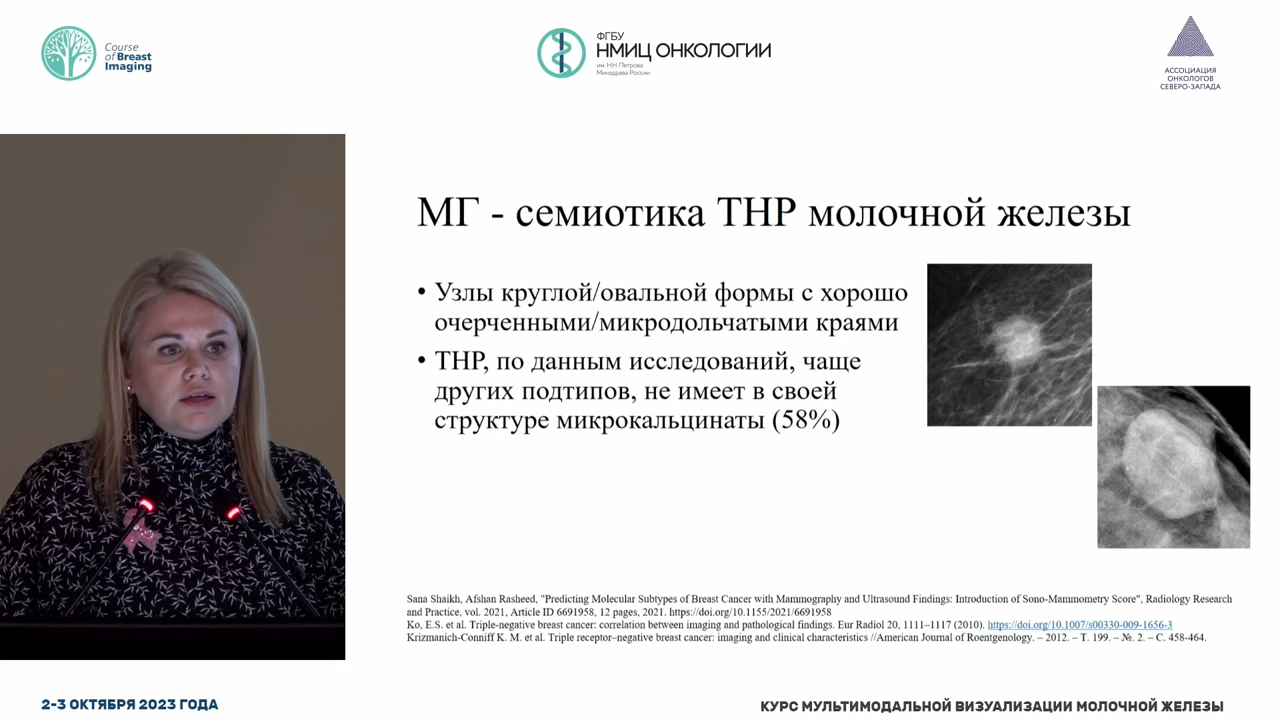 Course
of Breast
Imaging
ФГБУ
НМИЦ ОНКОЛОГИИ
им. Н.Н. Петрова
Минздрава России
АССОЦИАЦИЯ
ОНКОЛОГОВ
СЕВЕРО-ЗАПАДА
МГ - семиотика ТНР молочной железы
• Узлы круглой/овальной формы с хорошо
очерченными/микродольчатыми краями
• ТНР, по данным исследований, чаще
других подтипов, не имеет в своей
структуре микрокальцинаты (58%)
Sana Shaikh, Afshan Rasheed, "Predicting Molecular Subtypes of Breast Cancer with Mammography and Ultrasound Findings: Introduction of Sono-Mammometry Score", Radiology Research
and Practice, vol. 2021, Article ID 6691958, 12 pages, 2021. https://doi.org/10.1155/2021/6691958
Ko, E.S. et al. Triple-negative breast cancer: correlation between imaging and pathological findings. Eur Radiol 20, 1111–1117 (2010). https://doi.org/10.1007/s00330-009-1656-3
Krizmanich-Conniff K. M. et al. Triple receptor–negative breast cancer: imaging and clinical characteristics //American Journal of Roentgenology. – 2012. – Т. 199. – №. 2. – С. 458-464.
2-3 ОКТЯБРЯ 2023 ГОДА
КУРС МУЛЬТИМОДАЛЬНОЙ ВИЗУАЛИЗАЦИИ МОЛОЧНОЙ ЖЕЛЕЗЫ